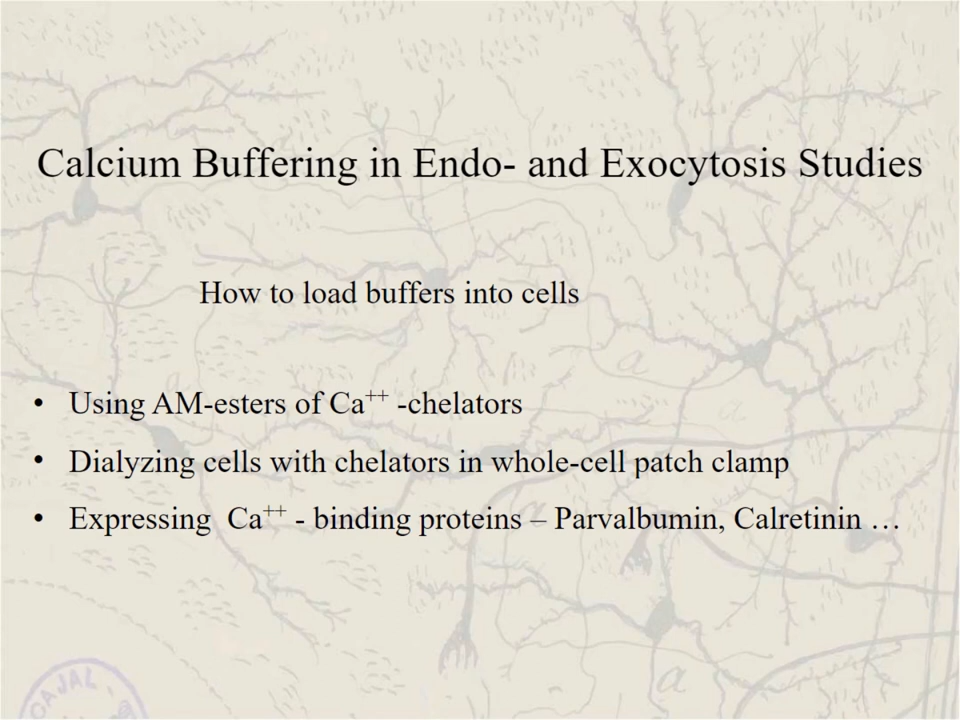 Calcium Buffering in Endo- and Exocytosis Studies
How to load buffers into cells
• Using AM-esters of Ca⁺⁺ -chelators
• Dialyzing cells with chelators in whole-cell patch clamp
• Expressing Ca⁺⁺ - binding proteins – Parvalbumin, Calretinin …
a
a
a
a
CAJAL